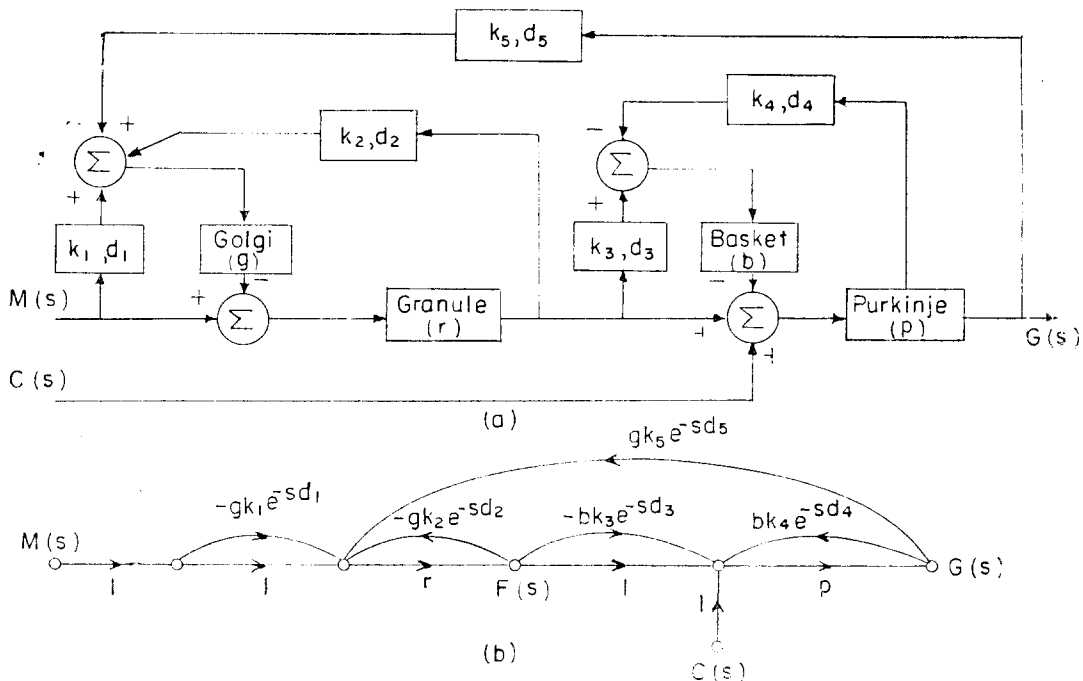 k5,d5
k4,d4
k2,d2
+
Σ
+
−
Σ
+
k1,d1
Golgi
(g)
−
k3,d3
Basket
(b)
−
M(s)
+
Σ
Granule
(r)
+
Σ
+
Purkinje
(p)
G(s)
C(s)
(a)
gk5e-sd5
-gk1e-sd1
-gk2e-sd2
-bk3e-sd3
bk4e-sd4
M(s)
G(s)
1
1
r
F(s)
1
1
p
(b)
C(s)